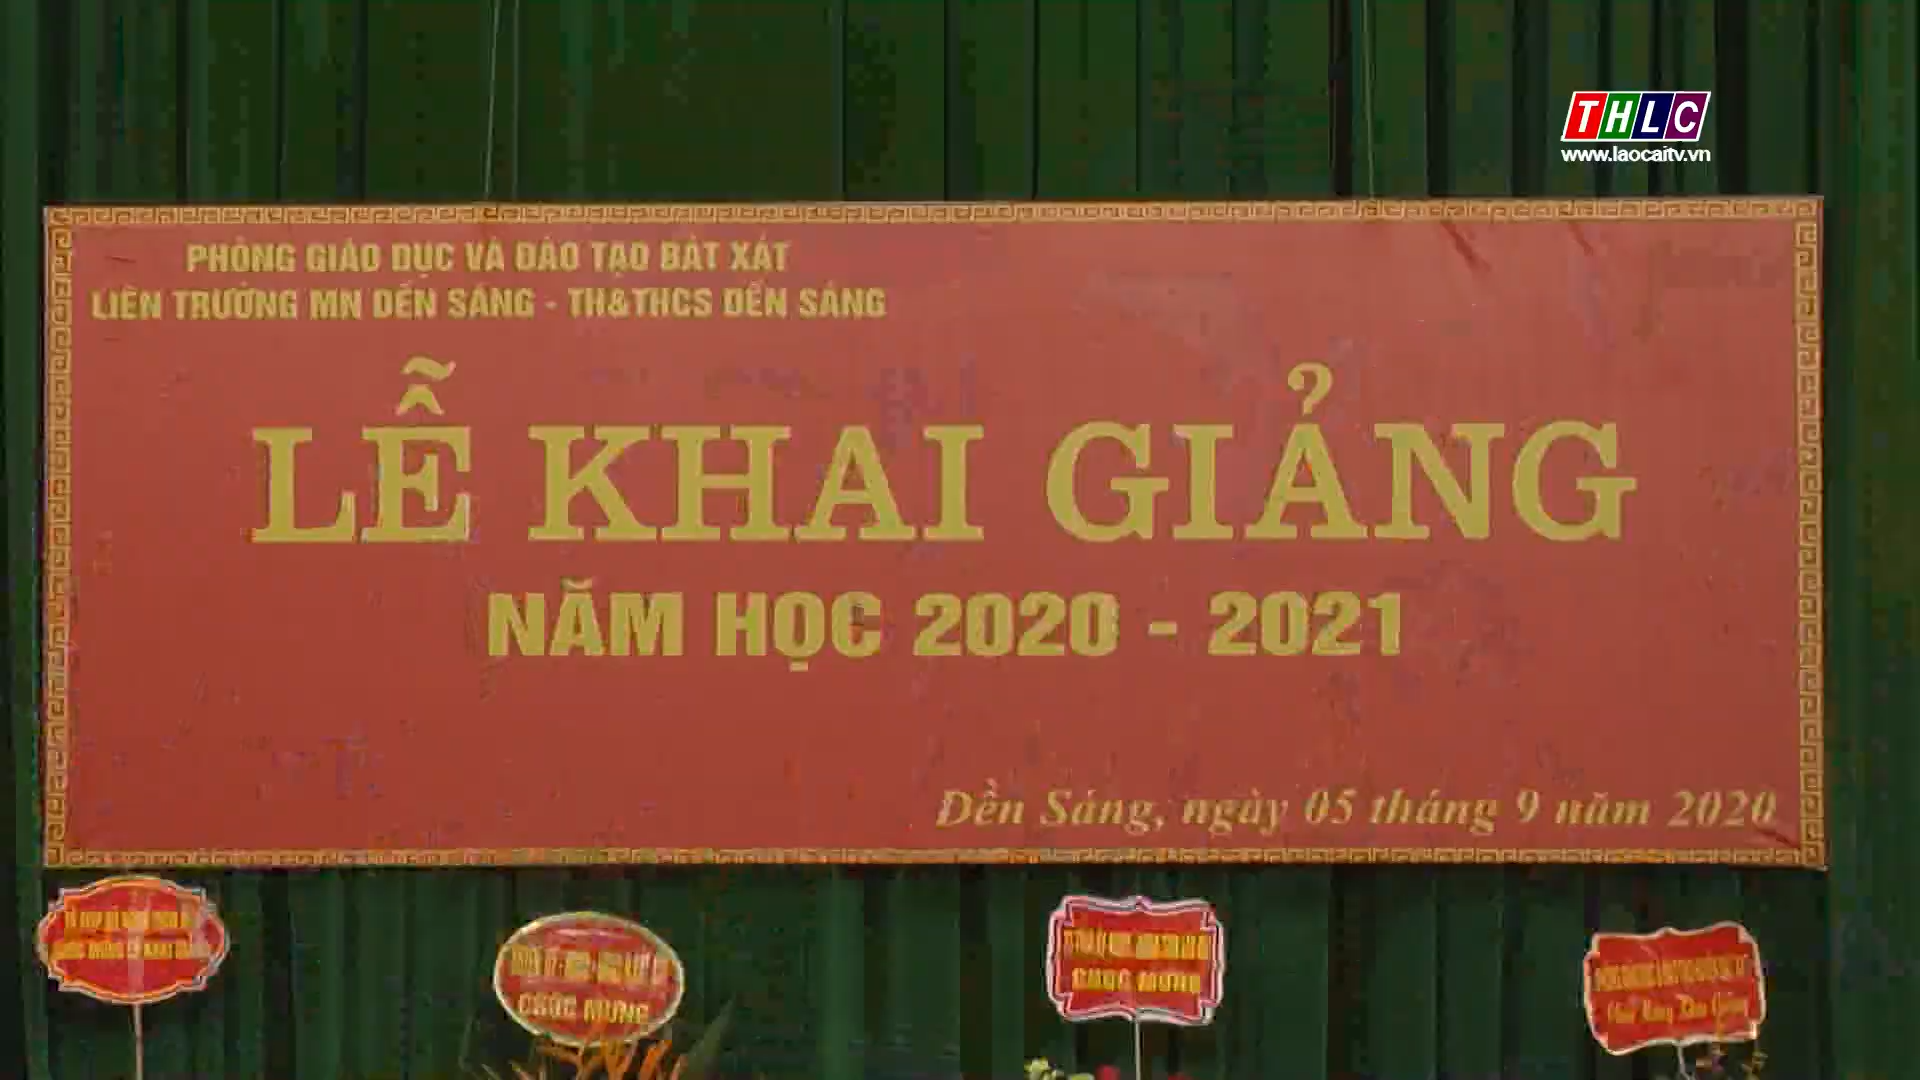 THLC
www.laocaitv.vn
PHÒNG GIÁO DỤC VÀ ĐÀO TẠO BÁT XÁT
LIÊN TRƯỜNG MN DỀN SÁNG - TH&THCS DỀN SÁNG
LỄ KHAI GIẢNG
NĂM HỌC 2020 - 2021
Dền Sáng, ngày 05 tháng 9 năm 2020
CHÚC MỪNG
CHÚC MỪNG